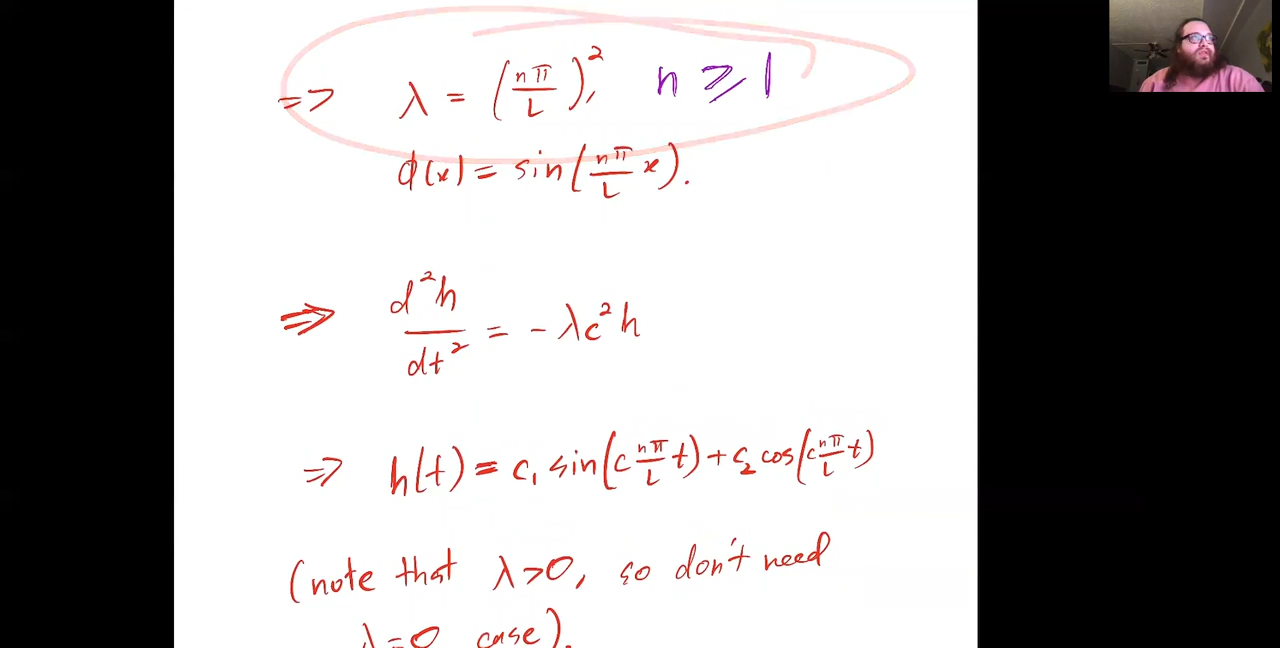 => λ = (nπ/L)², n ≥ 1
ϕ(x) = sin(nπ/L x).
=> d²h/dt² = -λc²h
=> h(t) = c₁ sin(c nπ/L t) + c₂ cos(c nπ/L t)
(note that λ>0, so don't need
λ=0 case).